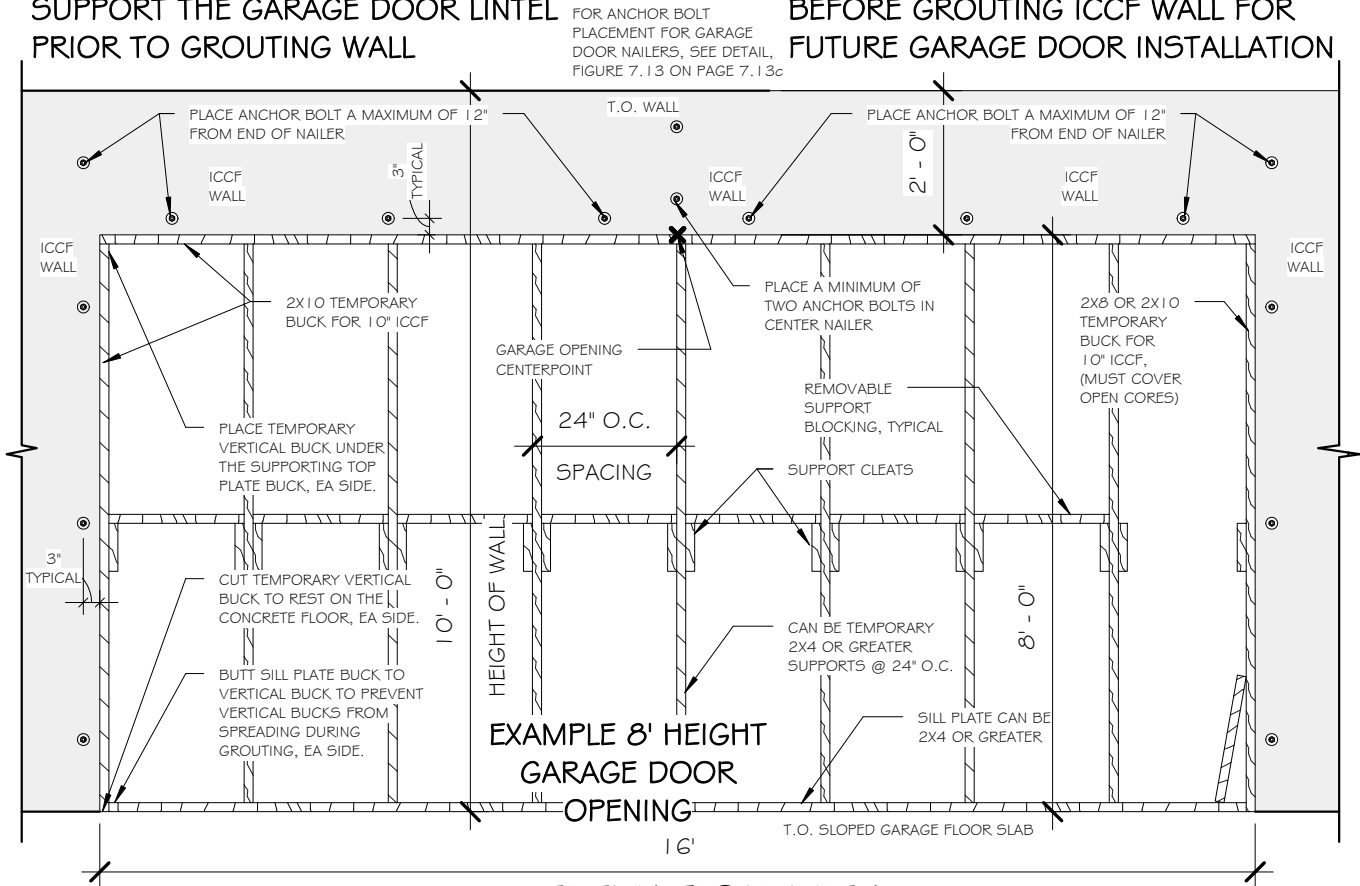 SUPPORT THE GARAGE DOOR LINTEL
PRIOR TO GROUTING WALL
FOR ANCHOR BOLT
PLACEMENT FOR GARAGE
DOOR NAILERS, SEE DETAIL,
FIGURE 7.13 ON PAGE 7.13c
BEFORE GROUTING ICCF WALL FOR
FUTURE GARAGE DOOR INSTALLATION
PLACE ANCHOR BOLT A MAXIMUM OF 12"
FROM END OF NAILER
T.O. WALL
PLACE ANCHOR BOLT A MAXIMUM OF 12"
FROM END OF NAILER
ICCF
WALL
3"
TYPICAL
ICCF
WALL
2' - 0"
ICCF
WALL
ICCF
WALL
ICCF
WALL
2X10 TEMPORARY
BUCK FOR 10" ICCF
PLACE A MINIMUM OF
TWO ANCHOR BOLTS IN
CENTER NAILER
2X8 OR 2X10
TEMPORARY
BUCK FOR
10" ICCF,
(MUST COVER
OPEN CORES)
GARAGE OPENING
CENTERPOINT
REMOVABLE
SUPPORT
BLOCKING, TYPICAL
24" O.C.
SPACING
PLACE TEMPORARY
VERTICAL BUCK UNDER
THE SUPPORTING TOP
PLATE BUCK, EA SIDE.
SUPPORT CLEATS
3"
TYPICAL
CUT TEMPORARY VERTICAL
BUCK TO REST ON THE
CONCRETE FLOOR, EA SIDE.
10' - 0"
HEIGHT OF WALL
8' - 0"
CAN BE TEMPORARY
2X4 OR GREATER
SUPPORTS @ 24" O.C.
BUTT SILL PLATE BUCK TO
VERTICAL BUCK TO PREVENT
VERTICAL BUCKS FROM
SPREADING DURING
GROUTING, EA SIDE.
EXAMPLE 8' HEIGHT
GARAGE DOOR
OPENING
SILL PLATE CAN BE
2X4 OR GREATER
T.O. SLOPED GARAGE FLOOR SLAB
16'